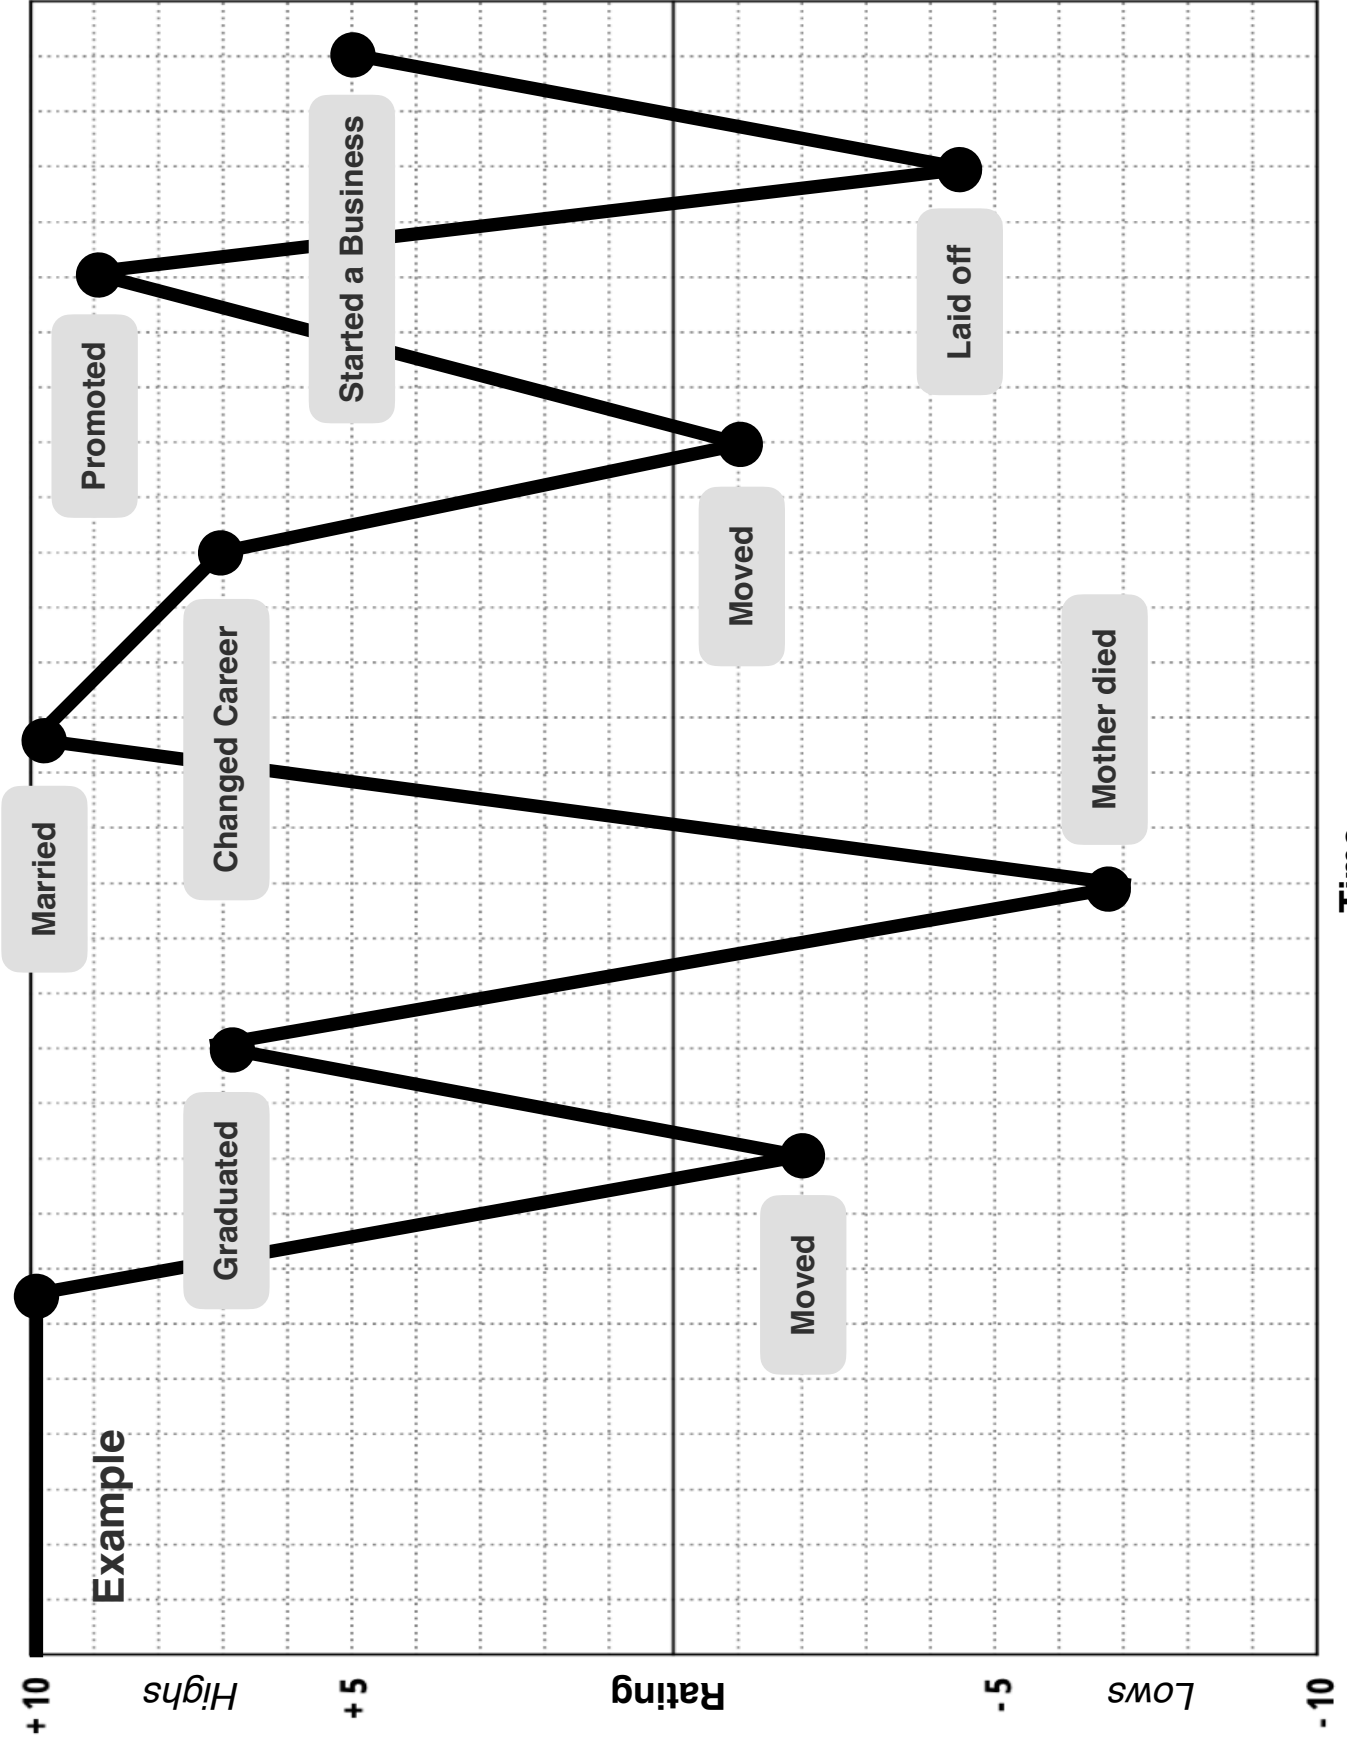 + 10
Highs
+ 5
Rating
- 5
Lows
- 10
Example
Graduated
Moved
Married
Changed Career
Mother died
Moved
Promoted
Started a Business
Laid off